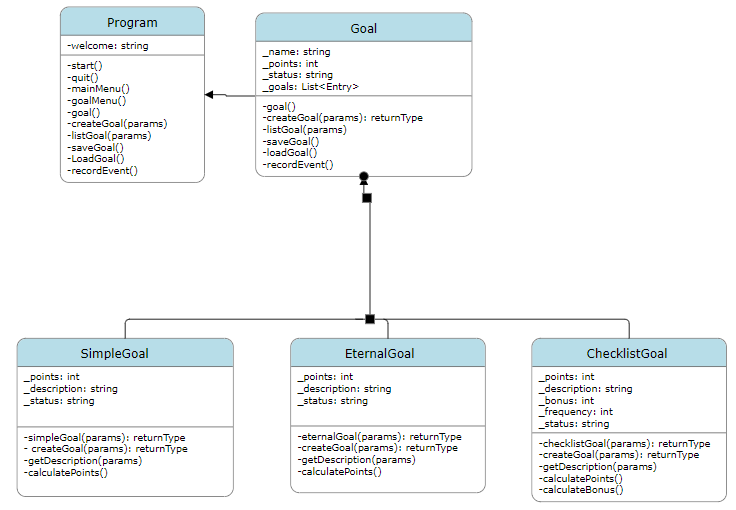 Program
-welcome: string
-start()
-quit()
-mainMenu()
-goalMenu()
-goal()
-createGoal(params)
-listGoal(params)
-saveGoal()
-LoadGoal()
-recordEvent()
Goal
_name: string
_points: int
_status: string
_goals: List<Entry>
-goal()
-createGoal(params): returnType
-listGoal(params)
-saveGoal()
-loadGoal()
-recordEvent()
SimpleGoal
_points: int
_description: string
_status: string
-simpleGoal(params): returnType
- createGoal(params): returnType
-getDescription(params)
-calculatePoints()
EternalGoal
_points: int
_description: string
_status: string
-eternalGoal(params): returnType
-createGoal(params): returnType
-getDescription(params)
-calculatePoints()
ChecklistGoal
_points: int
_description: string
_bonus: int
_frequency: int
_status: string
-checklistGoal(params): returnType
-createGoal(params): returnType
-getDescription(params)
-calculatePoints()
-calculateBonus()